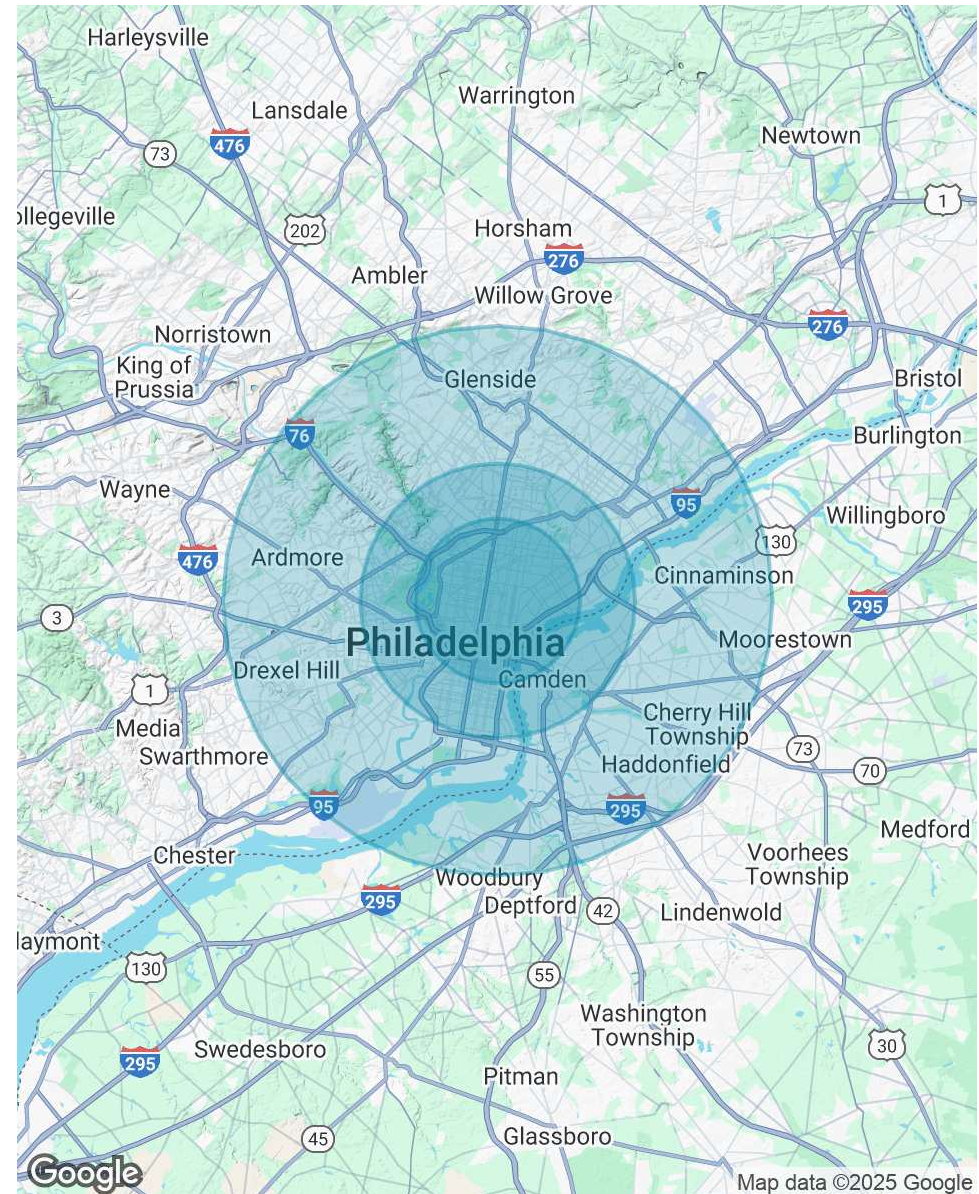 Harleysville
Warrington
Lansdale
Newtown
476
73
1
ollegeville
202
Horsham
276
Ambler
Willow Grove
276
Norristown
King of
Prussia
Glenside
Bristol
76
Burlington
Wayne
95
Willingboro
130
476
Ardmore
Cinnaminson
295
3
Philadelphia
Moorestown
Drexel Hill
Camden
1
Cherry Hill
Township
Media
73
Swarthmore
Haddonfield
70
95
295
Medford
Chester
Voorhees
Township
Woodbury
295
Deptford
42
Lindenwold
laymont
130
55
Washington
Township
30
Swedesboro
295
Pitman
45
Glassboro
Google
Map data ©2025 Google